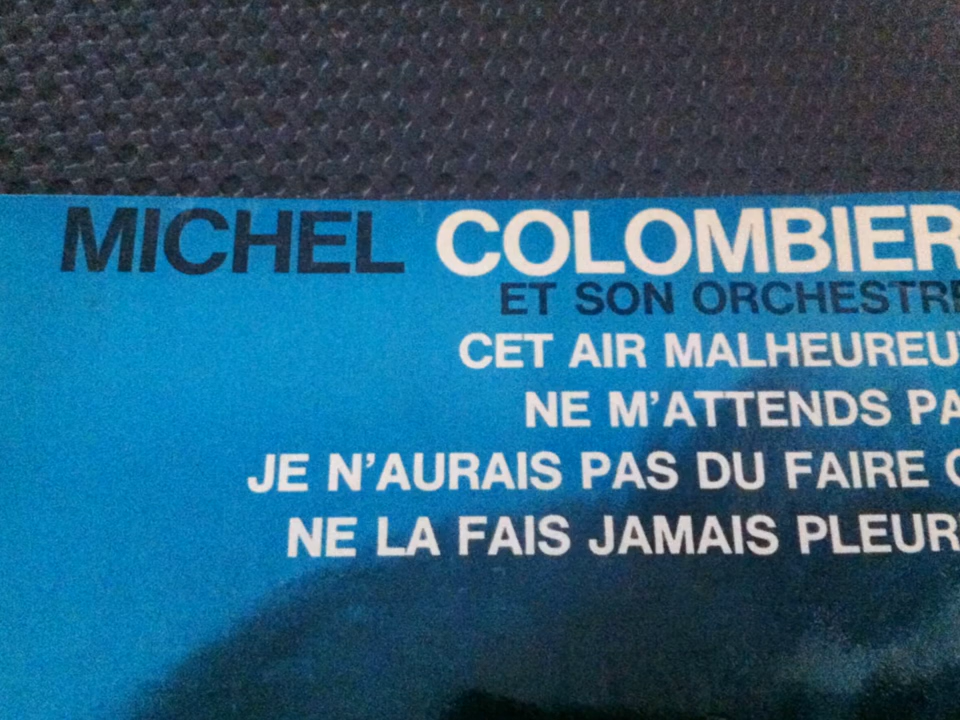 MICHEL COLOMBIER
ET SON ORCHESTRE
CET AIR MALHEUREU
NE M'ATTENDS PA
JE N'AURAIS PAS DU FAIRE
NE LA FAIS JAMAIS PLEUR